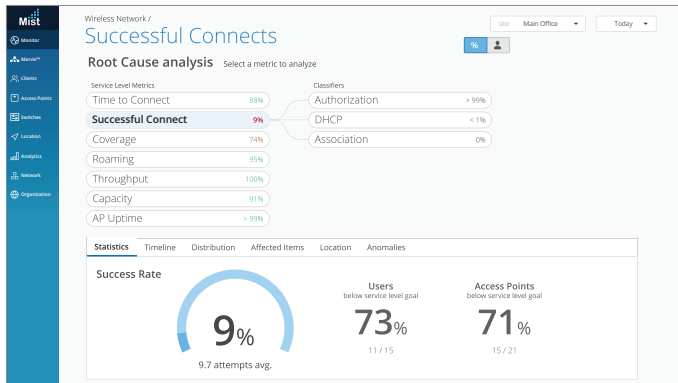 Mist
Wireless Network /
Successful Connects
site Main Office Today
%
Root Cause analysis Select a metric to analyze
Monitor
Marvis™
Clients
Access Points
Switches
Location
Analytics
Network
Organization
Service Level Metrics
Classifiers
Time to Connect 88%
Authorization > 99%
Successful Connect 9%
DHCP < 1%
Coverage 74%
Association 0%
Roaming 95%
Throughput 100%
Capacity 91%
AP Uptime > 99%
Statistics Timeline Distribution Affected Items Location Anomalies
Success Rate
9%
9.7 attempts avg.
Users
below service level goal
73%
11 / 15
Access Points
below service level goal
71%
15 / 21